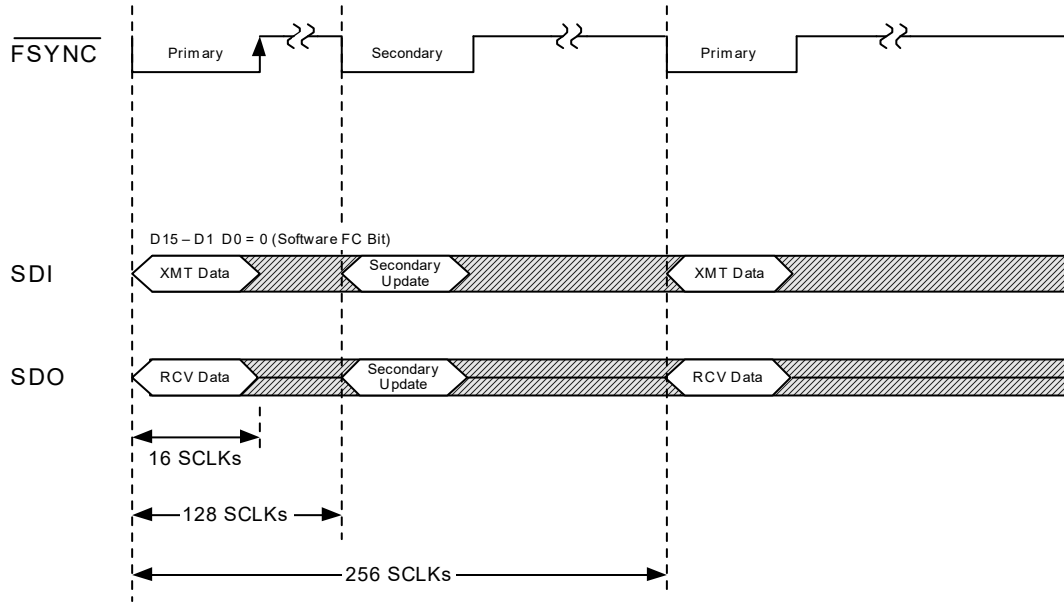 FSYNC
Primary
Secondary
Primary
D15 – D1 D0 = 0 (Software FC Bit)
SDI
XMT Data
Secondary
Update
XMT Data
SDO
RCV Data
Secondary
Update
RCV Data
16 SCLKs
128 SCLKs
256 SCLKs